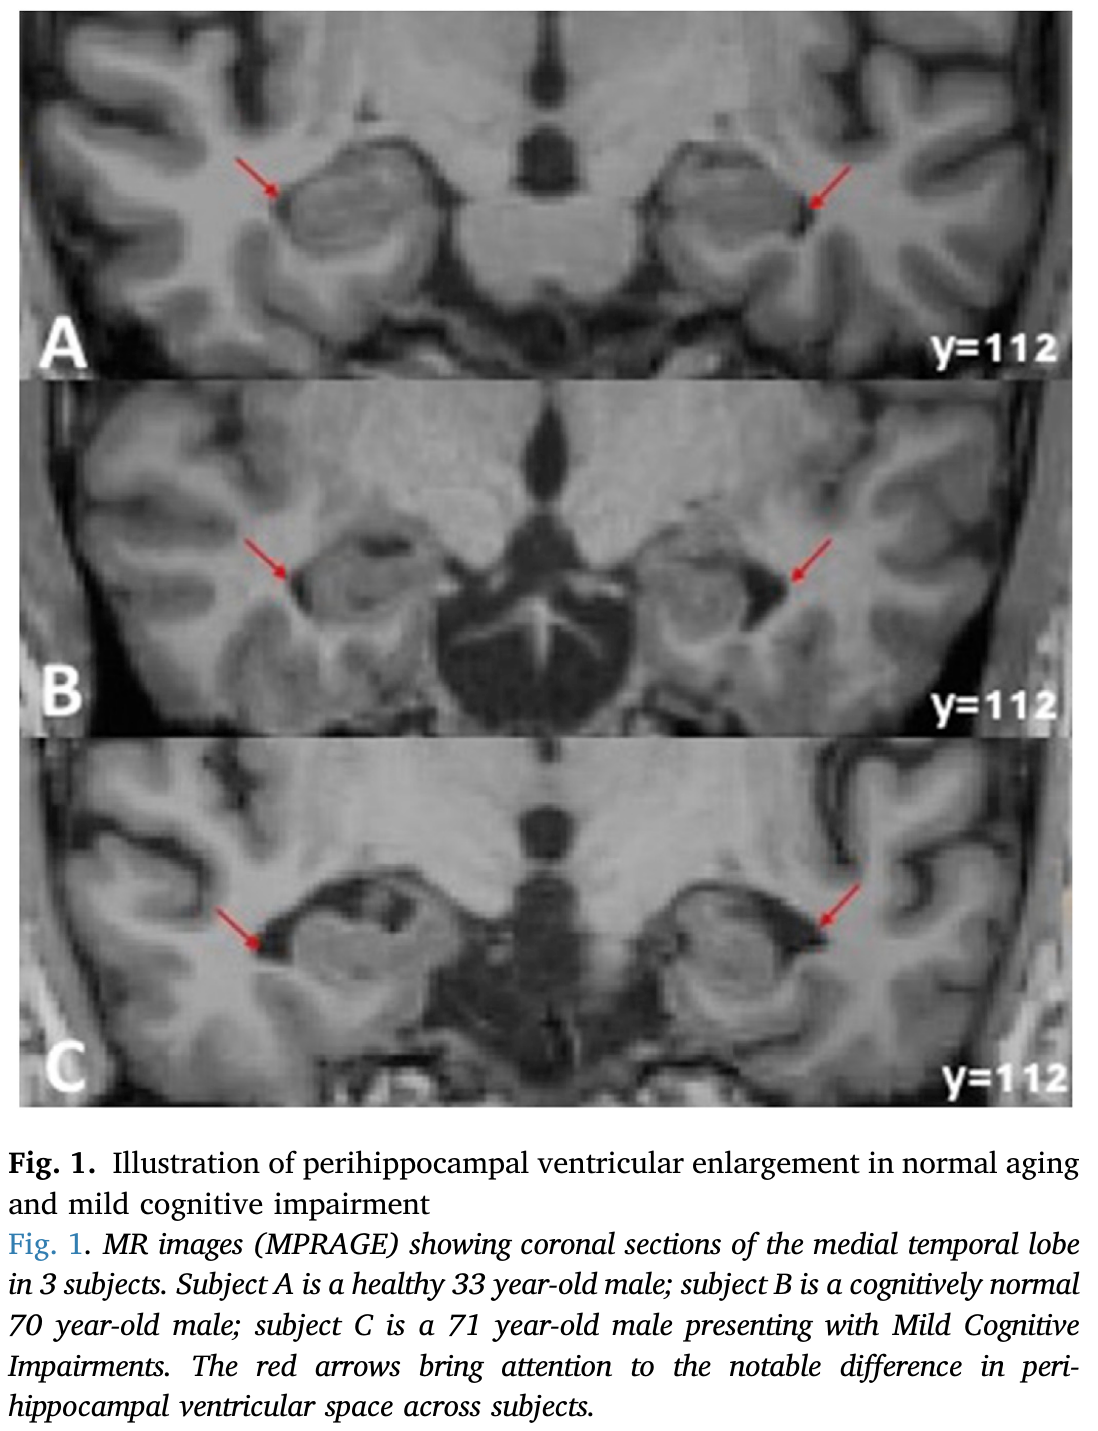 A
y=112
B
y=112
C
y=112
Fig. 1. Illustration of perihippocampal ventricular enlargement in normal aging
and mild cognitive impairment
Fig. 1. MR images (MPRAGE) showing coronal sections of the medial temporal lobe
in 3 subjects. Subject A is a healthy 33 year-old male; subject B is a cognitively normal
70 year-old male; subject C is a 71 year-old male presenting with Mild Cognitive
Impairments. The red arrows bring attention to the notable difference in peri-
hippocampal ventricular space across subjects.